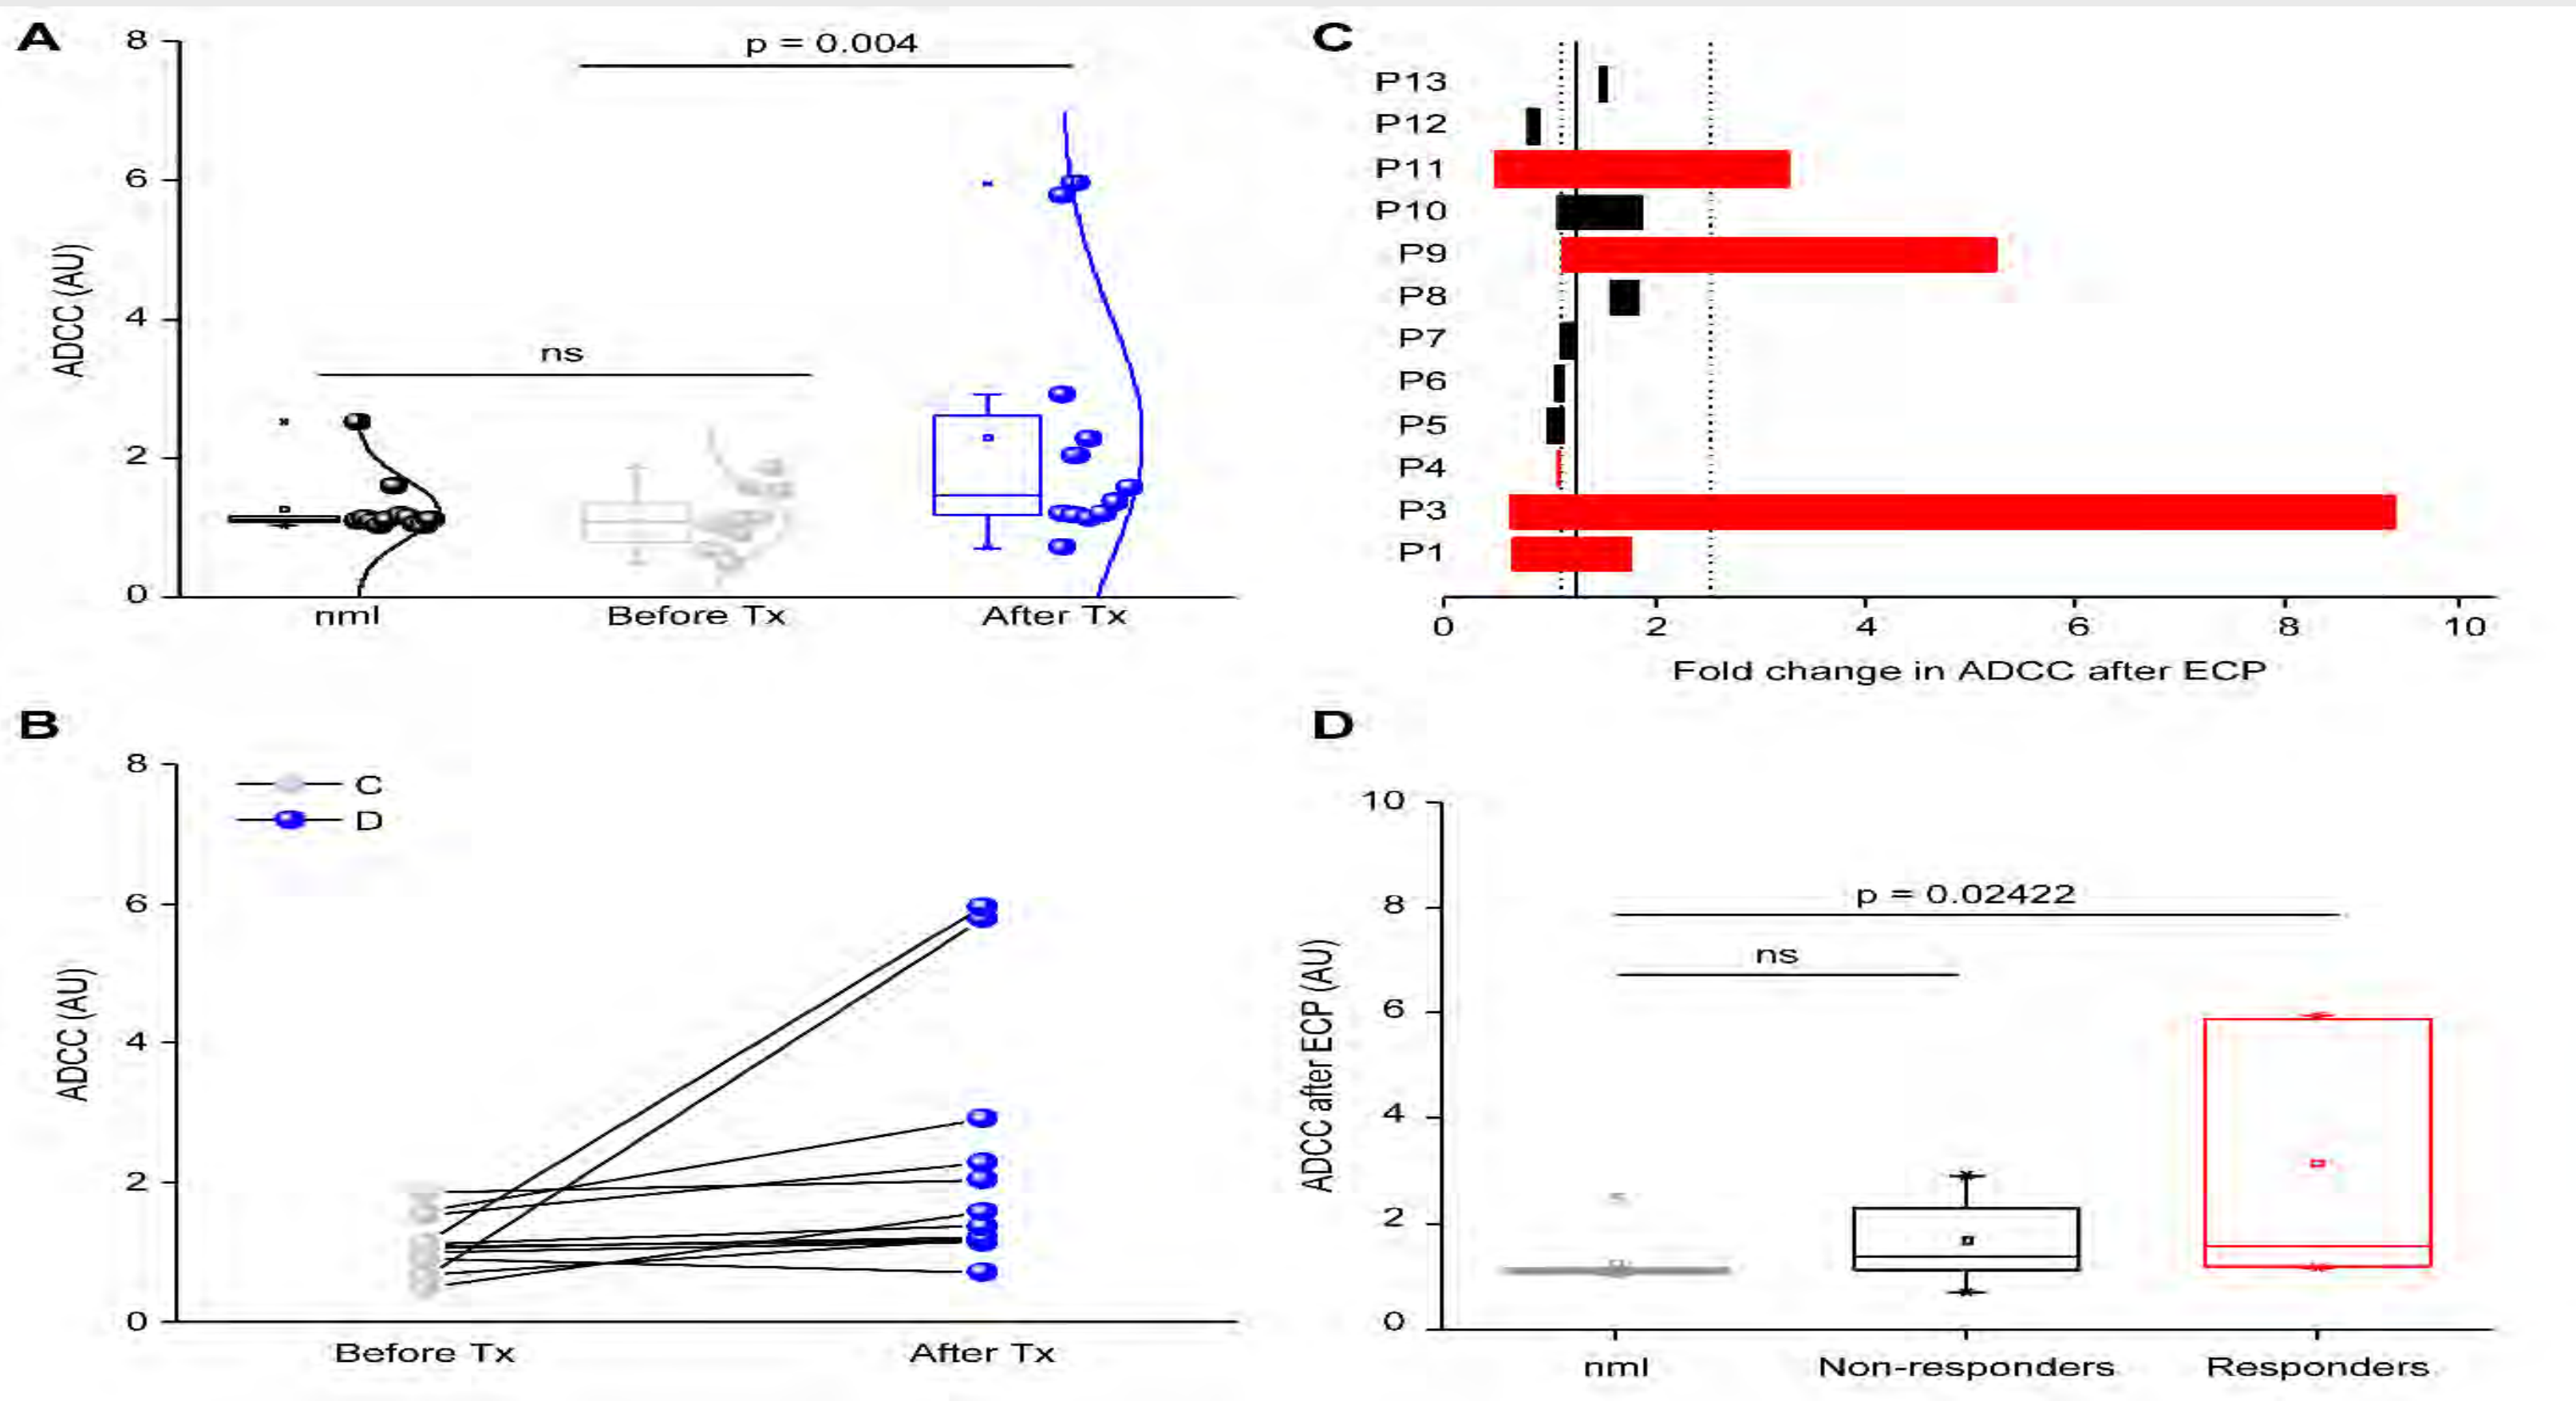 A
8
p = 0.004
6
ADCC (AU)
4
ns
2
0
nml
Before Tx
After Tx
C
P13
P12
P11
P10
P9
P8
P7
P6
P5
P4
P3
P1
0
2
4
6
8
10
Fold change in ADCC after ECP
B
8
C
D
6
ADCC (AU)
4
2
0
Before Tx
After Tx
D
10
p = 0.02422
8
ns
ADCC after ECP (AU)
6
4
2
0
nml
Non-responders
Responders